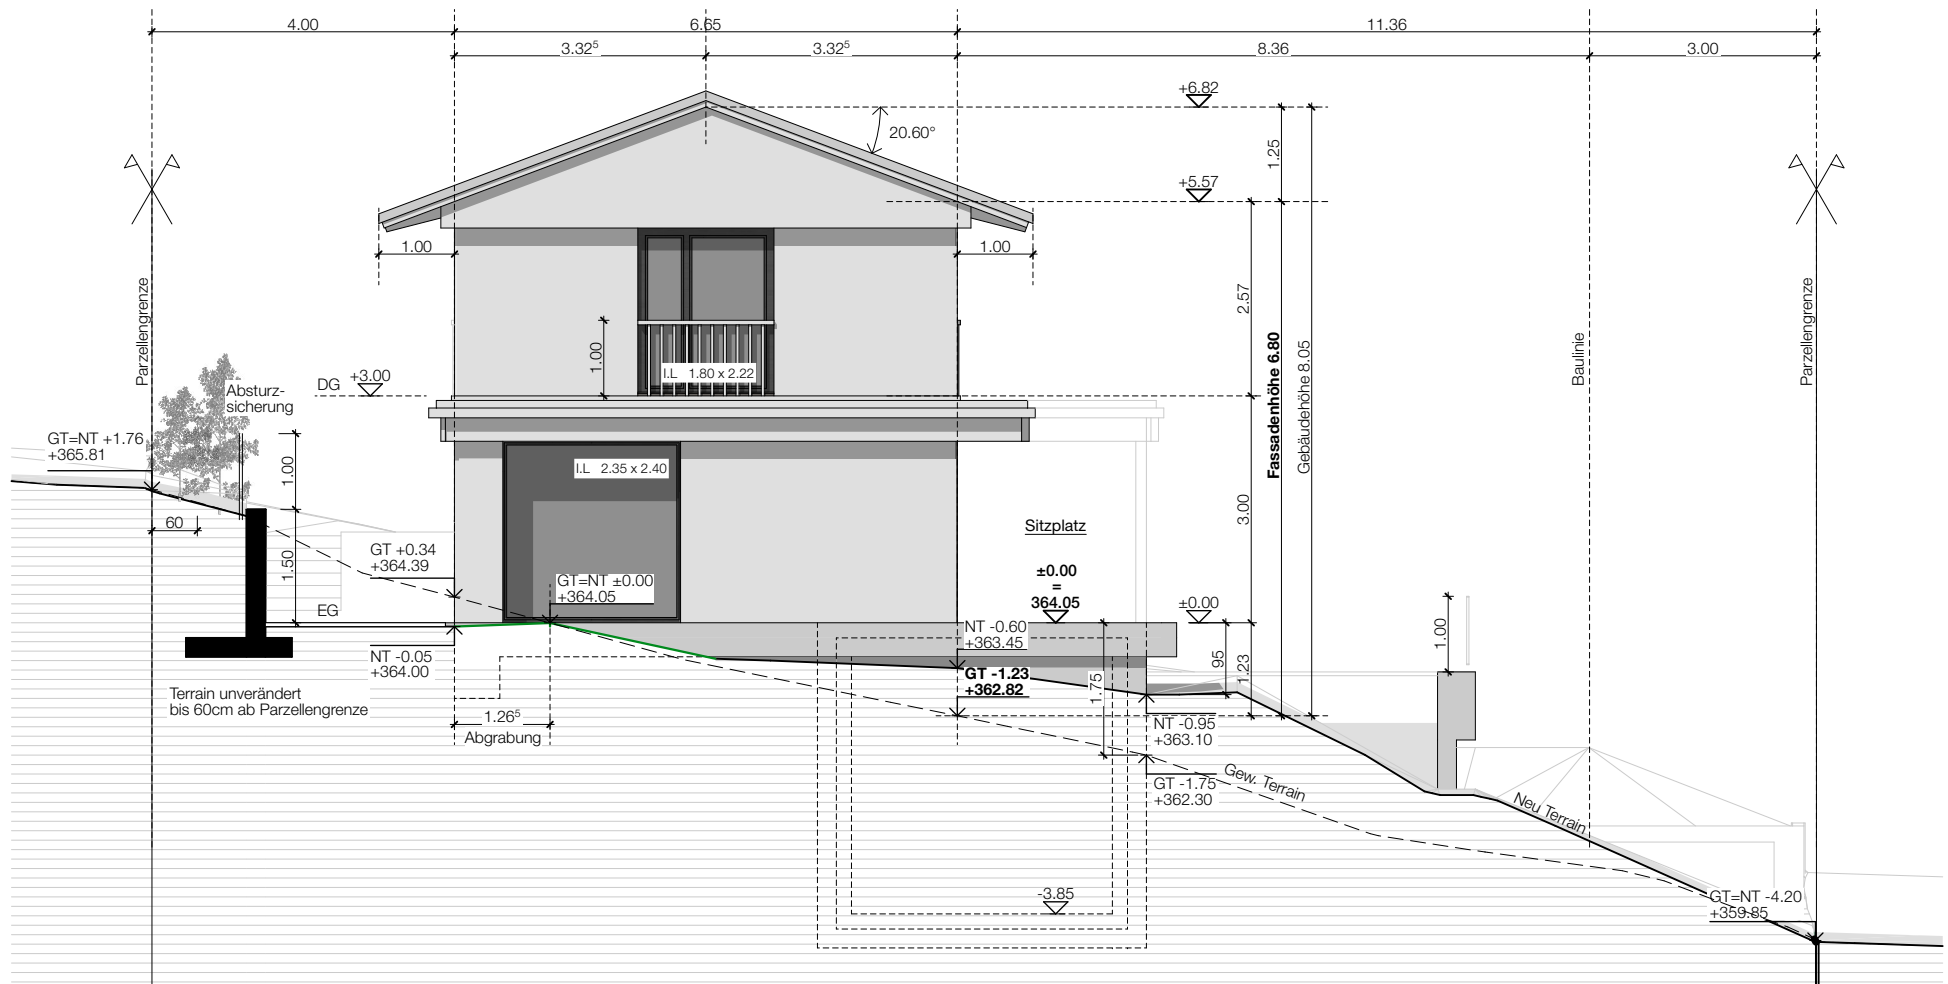 4.00
6.65
11.36
3.32⁵
3.32⁵
8.36
3.00
+6.82
20.60°
1.25
+5.57
1.00
1.00
2.57
Parzellengrenze
Parzellengrenze
Baulinie
Fassadenhöhe 6.80
Gebäudehöhe 8.05
1.00
I.L 1.80 x 2.22
DG +3.00
Absturz-
sicherung
GT=NT +1.76
+365.81
1.00
I.L 2.35 x 2.40
3.00
60
Sitzplatz
1.50
GT +0.34
+364.39
GT=NT ±0.00
+364.05
±0.00
=
364.05
±0.00
EG
1.00
NT -0.60
+363.45
NT -0.05
+364.00
95
1.23
GT -1.23
+362.82
1.75
Terrain unverändert
bis 60cm ab Parzellengrenze
1.26⁵
Abgrabung
NT -0.95
+363.10
Gew. Terrain
GT -1.75
+362.30
Neu Terrain
-3.85
GT=NT -4.20
+359.85